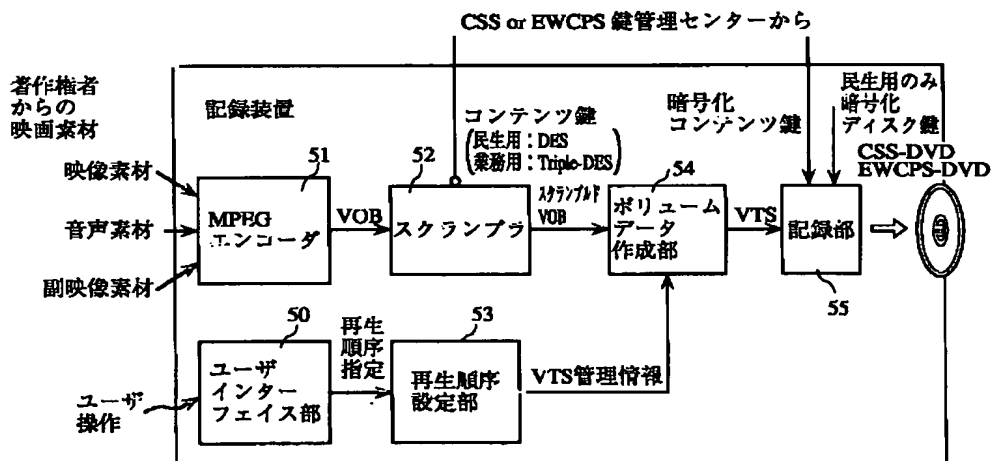 CSS or EWCPS 鍵管理センターから
著作権者
からの
映画素材
記録装置
コンテンツ鍵
(民生用：DES
業務用：Triple-DES)
暗号化
コンテンツ鍵
民生用のみ
暗号化
ディスク鍵
CSS-DVD
EWCPS-DVD
映像素材
音声素材
副映像素材
51
MPEG
エンコーダ
VOB
52
スクランブラ
スクランブルド
VOB
54
ボリューム
データ
作成部
VTS
記録部
55
50
ユーザ
インター
フェイス部
再生
順序
指定
53
再生順序
設定部
VTS管理情報
ユーザ
操作